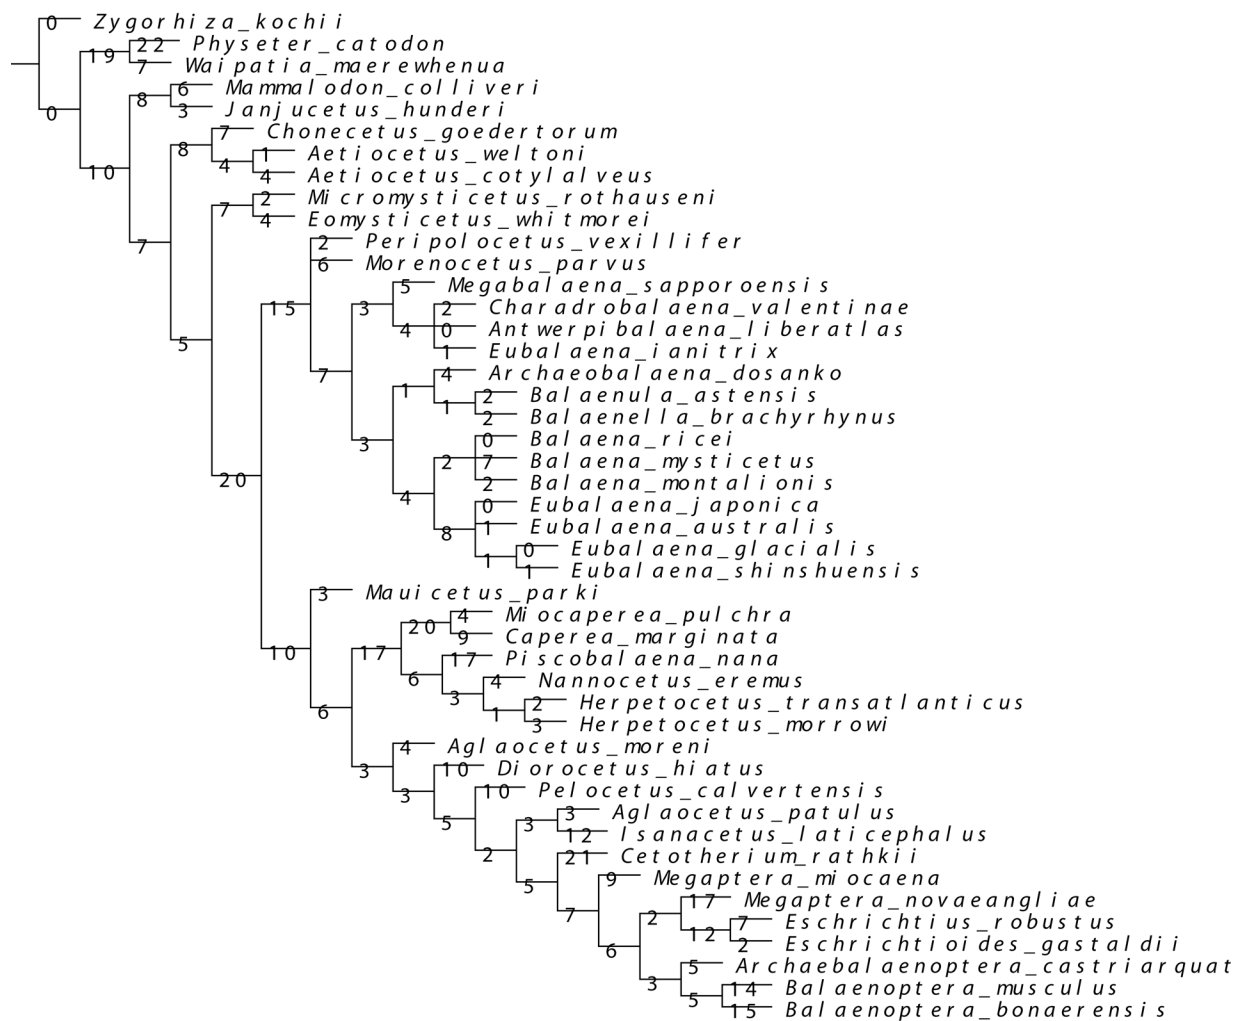 0 Zygorhiza_kochii
22 Physeter_catodon
19
7 Waipatia_maerewhenua
6 Mammalodon_colliveri
8
3 Janjucetus_hunderi
0
7 Chonecetus_goedertorum
8
1 Aetiocetus_weltoni
4
10
4 Aetiocetus_cotylalveus
2 Micromysticetus_rothauseni
7
4 Eomysticetus_whitmorei
2 Peripolocetus_vexillifer
7
6 Morenocetus_parvus
5 Megabalaena_sapporoensis
15 3 2 Charadrobalaena_valentinae
4 0 Antwerpibalaena_liberatlas
5
1 Eubalaena_ianitrix
7 4 Archaeobalaena_dosanko
1
2 Balaenula_astensis
1
2 Balaenella_brachyrhynus
3 0 Balaena_ricei
2 7 Balaena_mysticetus
20 2 Balaena_montalionis
4
0 Eubalaena_japonica
1 Eubalaena_australis
8
0 Eubalaena_glacialis
1
1 Eubalaena_shinshuensis
3 Mauicetus_parki
4 Miocaperea_pulchra
20
9 Caperea_marginata
10 17 17 Piscobalaena_nana
6 4 Nannocetus_eremus
3
2 Herpetocetus_transatlanticus
6 1
3 Herpetocetus_morrowi
4 Aglaocetus_moreni
3 10 Diorocetus_hiatus
3 10 Pelocetus_calvertensis
3 Aglaocetus_patulus
5 3
12 Isanacetus_laticephalus
2 21 Cetotherium_rathkii
5 9 Megaptera_miocaena
17 Megaptera_novaeangliae
7 2
7 Eschrichtius_robustus
12
6 2 Eschrichtioides_gastaldii
5 Archaebalaenoptera_castriarquat
3
14 Balaenoptera_musculus
5
15 Balaenoptera_bonaerensis